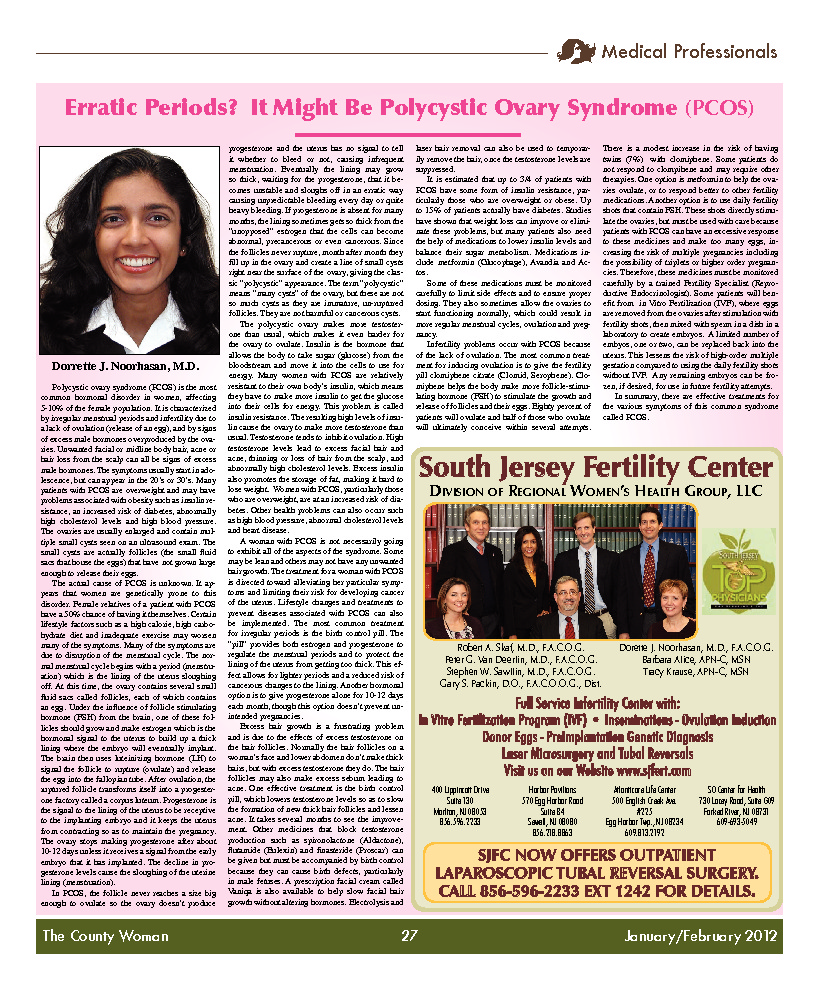 Medical Professionals
Erratic Periods? It Might Be Polycystic Ovary Syndrome (PCOS)
Dorrette J. Noorhasan, M.D.
Polycystic ovary syndrome (PCOS) is the most
common hormonal disorder in women, affecting
5-10% of the female population. It is characterized
by irregular menstrual periods and infertility due to
a lack of ovulation (release of an egg), and by signs
of excess male hormones overproduced by the ova-
ries. Unwanted facial or midline body hair, acne or
hair loss from the scalp can all be signs of excess
male hormones. The symptoms usually start in ado-
lescence, but can appear in the 20's or 30's. Many
patients with PCOS are overweight and may have
problems associated with obesity such as insulin re-
sistance, an increased risk of diabetes, abnormally
high cholesterol levels and high blood pressure.
The ovaries are usually enlarged and contain mul-
tiple small cysts seen on an ultrasound exam. The
small cysts are actually follicles (the small fluid
sacs that house the eggs) that have not grown large
enough to release their eggs.
The actual cause of PCOS is unknown. It ap-
pears that women are genetically prone to this
disorder. Female relatives of a patient with PCOS
have a 50% chance of having it themselves. Certain
lifestyle factors such as a high calorie, high carbo-
hydrate diet and inadequate exercise may worsen
many of the symptoms. Many of the symptoms are
due to disruption of the menstrual cycle. The nor-
mal menstrual cycle begins with a period (menstru-
ation) which is the lining of the uterus sloughing
off. At this time, the ovary contains several small
fluid sacs called follicles, each of which contains
an egg. Under the influence of follicle stimulating
hormone (FSH) from the brain, one of these fol-
licles should grow and make estrogen which is the
hormonal signal to the uterus to build up a thick
lining where the embryo will eventually implant.
The brain then uses luteinizing hormone (LH) to
signal the follicle to rupture (ovulate) and release
the egg into the fallopian tube. After ovulation, the
ruptured follicle transforms itself into a progester-
one factory called a corpus luteum. Progesterone is
the signal to the lining of the uterus to be receptive
to the implanting embryo and it keeps the uterus
from contracting so as to maintain the pregnancy.
The ovary stops making progesterone after about
10-12 days unless it receives a signal from the early
embryo that it has implanted. The decline in pro-
gesterone levels cause the sloughing of the uterine
lining (menstruation).
In PCOS, the follicle never reaches a size big
enough to ovulate so the ovary doesn't produce
progesterone and the uterus has no signal to tell
it whether to bleed or not, causing infrequent
menstruation. Eventually the lining may grow
so thick, waiting for the progesterone, that it be-
comes unstable and sloughs off in an erratic way
causing unpredictable bleeding every day or quite
heavy bleeding. If progesterone is absent for many
months, the lining sometimes gets so thick from the
"unopposed" estrogen that the cells can become
abnormal, precancerous or even cancerous. Since
the follicles never rupture, month after month they
fill up the ovary and create a line of small cysts
right near the surface of the ovary, giving the clas-
sic "polycystic" appearance. The term "polycystic"
means "many cysts" of the ovary, but these are not
so much cysts as they are immature, un-ruptured
follicles. They are not harmful or cancerous cysts.
The polycystic ovary makes more testoster-
one than usual, which makes it even harder for
the ovary to ovulate. Insulin is the hormone that
allows the body to take sugar (glucose) from the
bloodstream and move it into the cells to use for
energy. Many women with PCOS are relatively
resistant to their own body's insulin, which means
they have to make more insulin to get the glucose
into their cells for energy. This problem is called
insulin resistance. The resulting high levels of insu-
lin cause the ovary to make more testosterone than
usual. Testosterone tends to inhibit ovulation. High
testosterone levels lead to excess facial hair and
acne, thinning or loss of hair from the scalp, and
abnormally high cholesterol levels. Excess insulin
also promotes the storage of fat, making it hard to
lose weight. Women with PCOS, particularly those
who are overweight, are at an increased risk of dia-
betes. Other health problems can also occur such
as high blood pressure, abnormal cholesterol levels
and heart disease.
A woman with PCOS is not necessarily going
to exhibit all of the aspects of the syndrome. Some
may be lean and others may not have any unwanted
hair growth. The treatment for a woman with PCOS
is directed toward alleviating her particular symp-
toms and limiting their risk for developing cancer
of the uterus. Lifestyle changes and treatments to
prevent diseases associated with PCOS can also
be implemented. The most common treatment
for irregular periods is the birth control pill. The
"pill" provides both estrogen and progesterone to
regulate the menstrual periods and to protect the
lining of the uterus from getting too thick. This ef-
fect allows for lighter periods and a reduced risk of
cancerous changes to the lining. Another hormonal
option is to give progesterone alone for 10-12 days
each month, though this option doesn't prevent un-
intended pregnancies.
Excess hair growth is a frustrating problem
and is due to the effects of excess testosterone on
the hair follicles. Normally the hair follicles on a
woman's face and lower abdomen don't make thick
hairs, but with excess testosterone they do. The hair
follicles may also make excess sebum leading to
acne. One effective treatment is the birth control
pill, which lowers testosterone levels so as to slow
the formation of new thick hair follicles and lessen
acne. It takes several months to see the improve-
ment. Other medicines that block testosterone
production such as spironolactone (Aldactone),
flutamide (Eulexin) and finasteride (Proscar) can
be given but must be accompanied by birth control
because they can cause birth defects, particularly
in male fetuses. A prescription facial cream called
Vaniqa is also available to help slow facial hair
growth without altering hormones. Electrolysis and
laser hair removal can also be used to temporar-
ily remove the hair, once the testosterone levels are
suppressed.
It is estimated that up to 3/4 of patients with
PCOS have some form of insulin resistance, par-
ticularly those who are overweight or obese. Up
to 15% of patients actually have diabetes. Studies
have shown that weight loss can improve or elimi-
nate these problems, but many patients also need
the help of medications to lower insulin levels and
balance their sugar metabolism. Medications in-
clude metformin (Glucophage), Avandia and Ac-
tos.
Some of these medications must be monitored
carefully to limit side effects and to ensure proper
dosing. They also sometimes allow the ovaries to
start functioning normally, which could result in
more regular menstrual cycles, ovulation and preg-
nancy.
Infertility problems occur with PCOS because
of the lack of ovulation. The most common treat-
ment for inducing ovulation is to give the fertility
pill clomiphene citrate (Clomid, Serophene). Clo-
miphene helps the body make more follicle-stimu-
lating hormone (FSH) to stimulate the growth and
release of follicles and their eggs. Eighty percent of
patients will ovulate and half of those who ovulate
will ultimately conceive within several attempts.
There is a modest increase in the risk of having
twins (7%) with clomiphene. Some patients do
not respond to clomiphene and may require other
therapies. One option is metformin to help the ova-
ries ovulate, or to respond better to other fertility
medications. Another option is to use daily fertility
shots that contain FSH. These shots directly stimu-
late the ovaries, but must be used with care because
patients with PCOS can have an excessive response
to these medicines and make too many eggs, in-
creasing the risk of multiple pregnancies including
the possibility of triplets or higher order pregnan-
cies. Therefore, these medicines must be monitored
carefully by a trained Fertility Specialist (Repro-
ductive Endocrinologist). Some patients will ben-
efit from in Vitro Fertilization (IVF), where eggs
are removed from the ovaries after stimulation with
fertility shots, then mixed with sperm in a dish in a
laboratory to create embryos. A limited number of
embryos, one or two, can be replaced back into the
uterus. This lessens the risk of high-order multiple
gestation compared to using the daily fertility shots
without IVF. Any remaining embryos can be fro-
zen, if desired, for use in future fertility attempts.
In summary, there are effective treatments for
the various symptoms of this common syndrome
called PCOS.
South Jersey Fertility Center
Division of Regional Women's Health Group, LLC
SOUTH JERSEY
TOP
PHYSICIANS
Robert A. Skaf, M.D., F.A.C.O.G.
Peter G. Van Deerlin, M.D., F.A.C.O.G.
Stephen W. Sawin, M.D., F.A.C.O.G.
Gary S. Packin, D.O., F.A.C.O.O.G., Dist.
Dorette J. Noorhasan, M.D., F.A.C.O.G.
Barbara Alice, APN-C, MSN
Tracy Krause, APN-C, MSN
Full Service Infertility Center with:
In Vitro Fertilization Program (IVF) • Inseminations - Ovulation Induction
Donor Eggs - Preimplantation Genetic Diagnosis
Laser Microsurgery and Tubal Reversals
Visit us on our Website www.sjfert.com
400 Lippincott Drive
Suite 130
Marlton, NJ 08053
856.596.2233
Harbor Pavilions
570 Egg Harbor Road
Suite B4
Sewell, NJ 08080
856.218.8863
Atlanticare Life Center
500 English Creek Ave.
#225
Egg Harbor Twp., NJ 08234
609.813.2192
SO Center for Health
730 Lacey Road, Suite G09
Forked River, NJ 08731
609-693-5049
SJFC NOW OFFERS OUTPATIENT
LAPAROSCOPIC TUBAL REVERSAL SURGERY.
CALL 856-596-2233 EXT 1242 FOR DETAILS.
The County Woman
27
January/February 2012